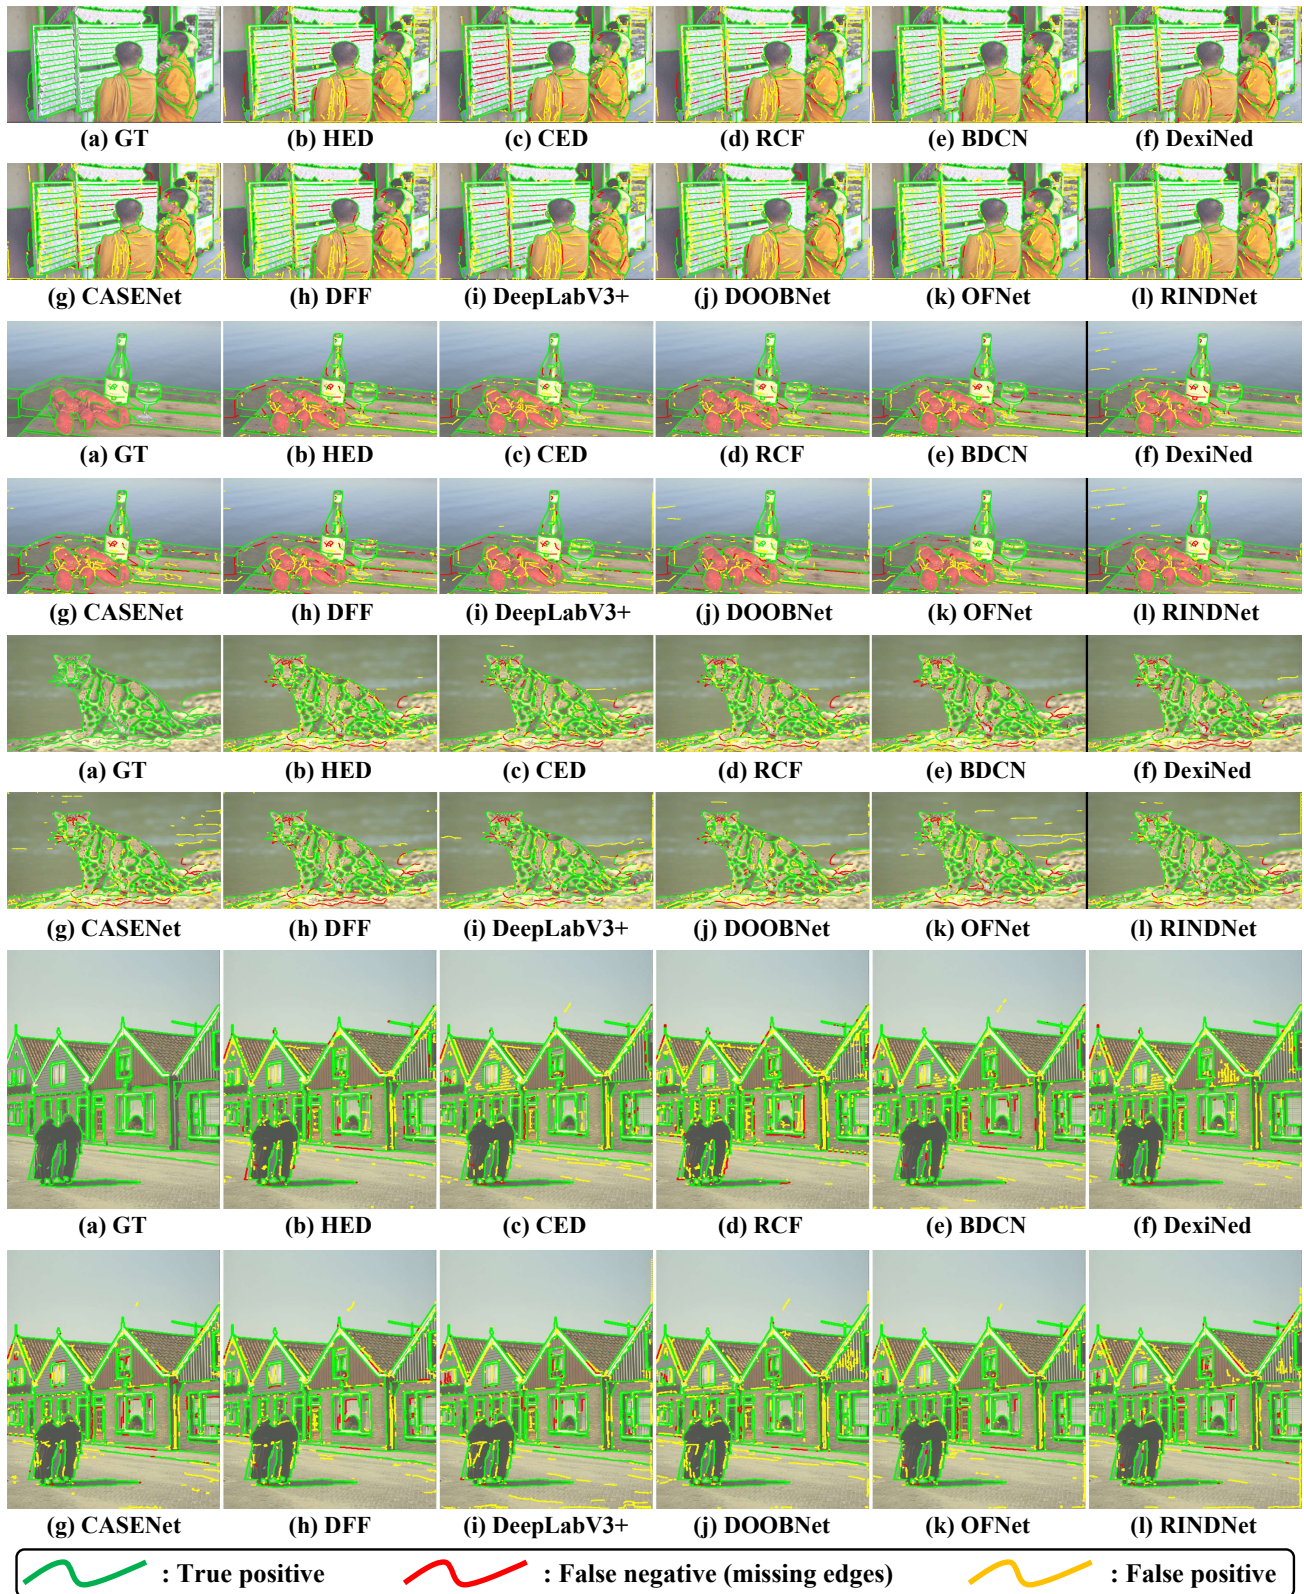 (a) GT (b) HED (c) CED (d) RCF (e) BDCN (f) DexiNed
(g) CASENet (h) DFF (i) DeepLabV3+ (j) DOOBNet (k) OFNet (l) RINDNet
(a) GT (b) HED (c) CED (d) RCF (e) BDCN (f) DexiNed
(g) CASENet (h) DFF (i) DeepLabV3+ (j) DOOBNet (k) OFNet (l) RINDNet
(a) GT (b) HED (c) CED (d) RCF (e) BDCN (f) DexiNed
(g) CASENet (h) DFF (i) DeepLabV3+ (j) DOOBNet (k) OFNet (l) RINDNet
(a) GT (b) HED (c) CED (d) RCF (e) BDCN (f) DexiNed
(g) CASENet (h) DFF (i) DeepLabV3+ (j) DOOBNet (k) OFNet (l) RINDNet
: True positive : False negative (missing edges) : False positive